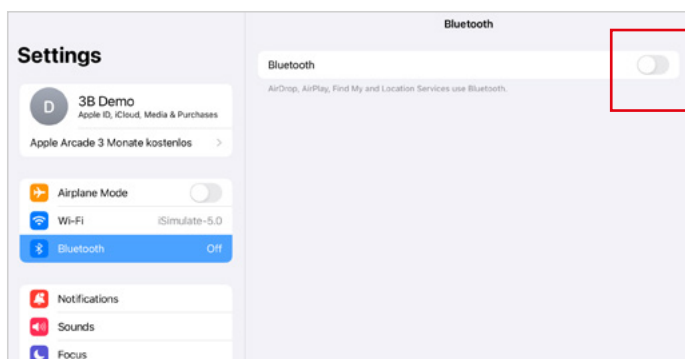 Bluetooth
Settings
Bluetooth
AirDrop, AirPlay, Find My and Location Services use Bluetooth.
D
3B Demo
Apple ID, iCloud, Media & Purchases
Apple Arcade 3 Monate kostenlos
Airplane Mode
Wi-Fi iSimulate-5.0
Bluetooth Off
Notifications
Sounds
Focus